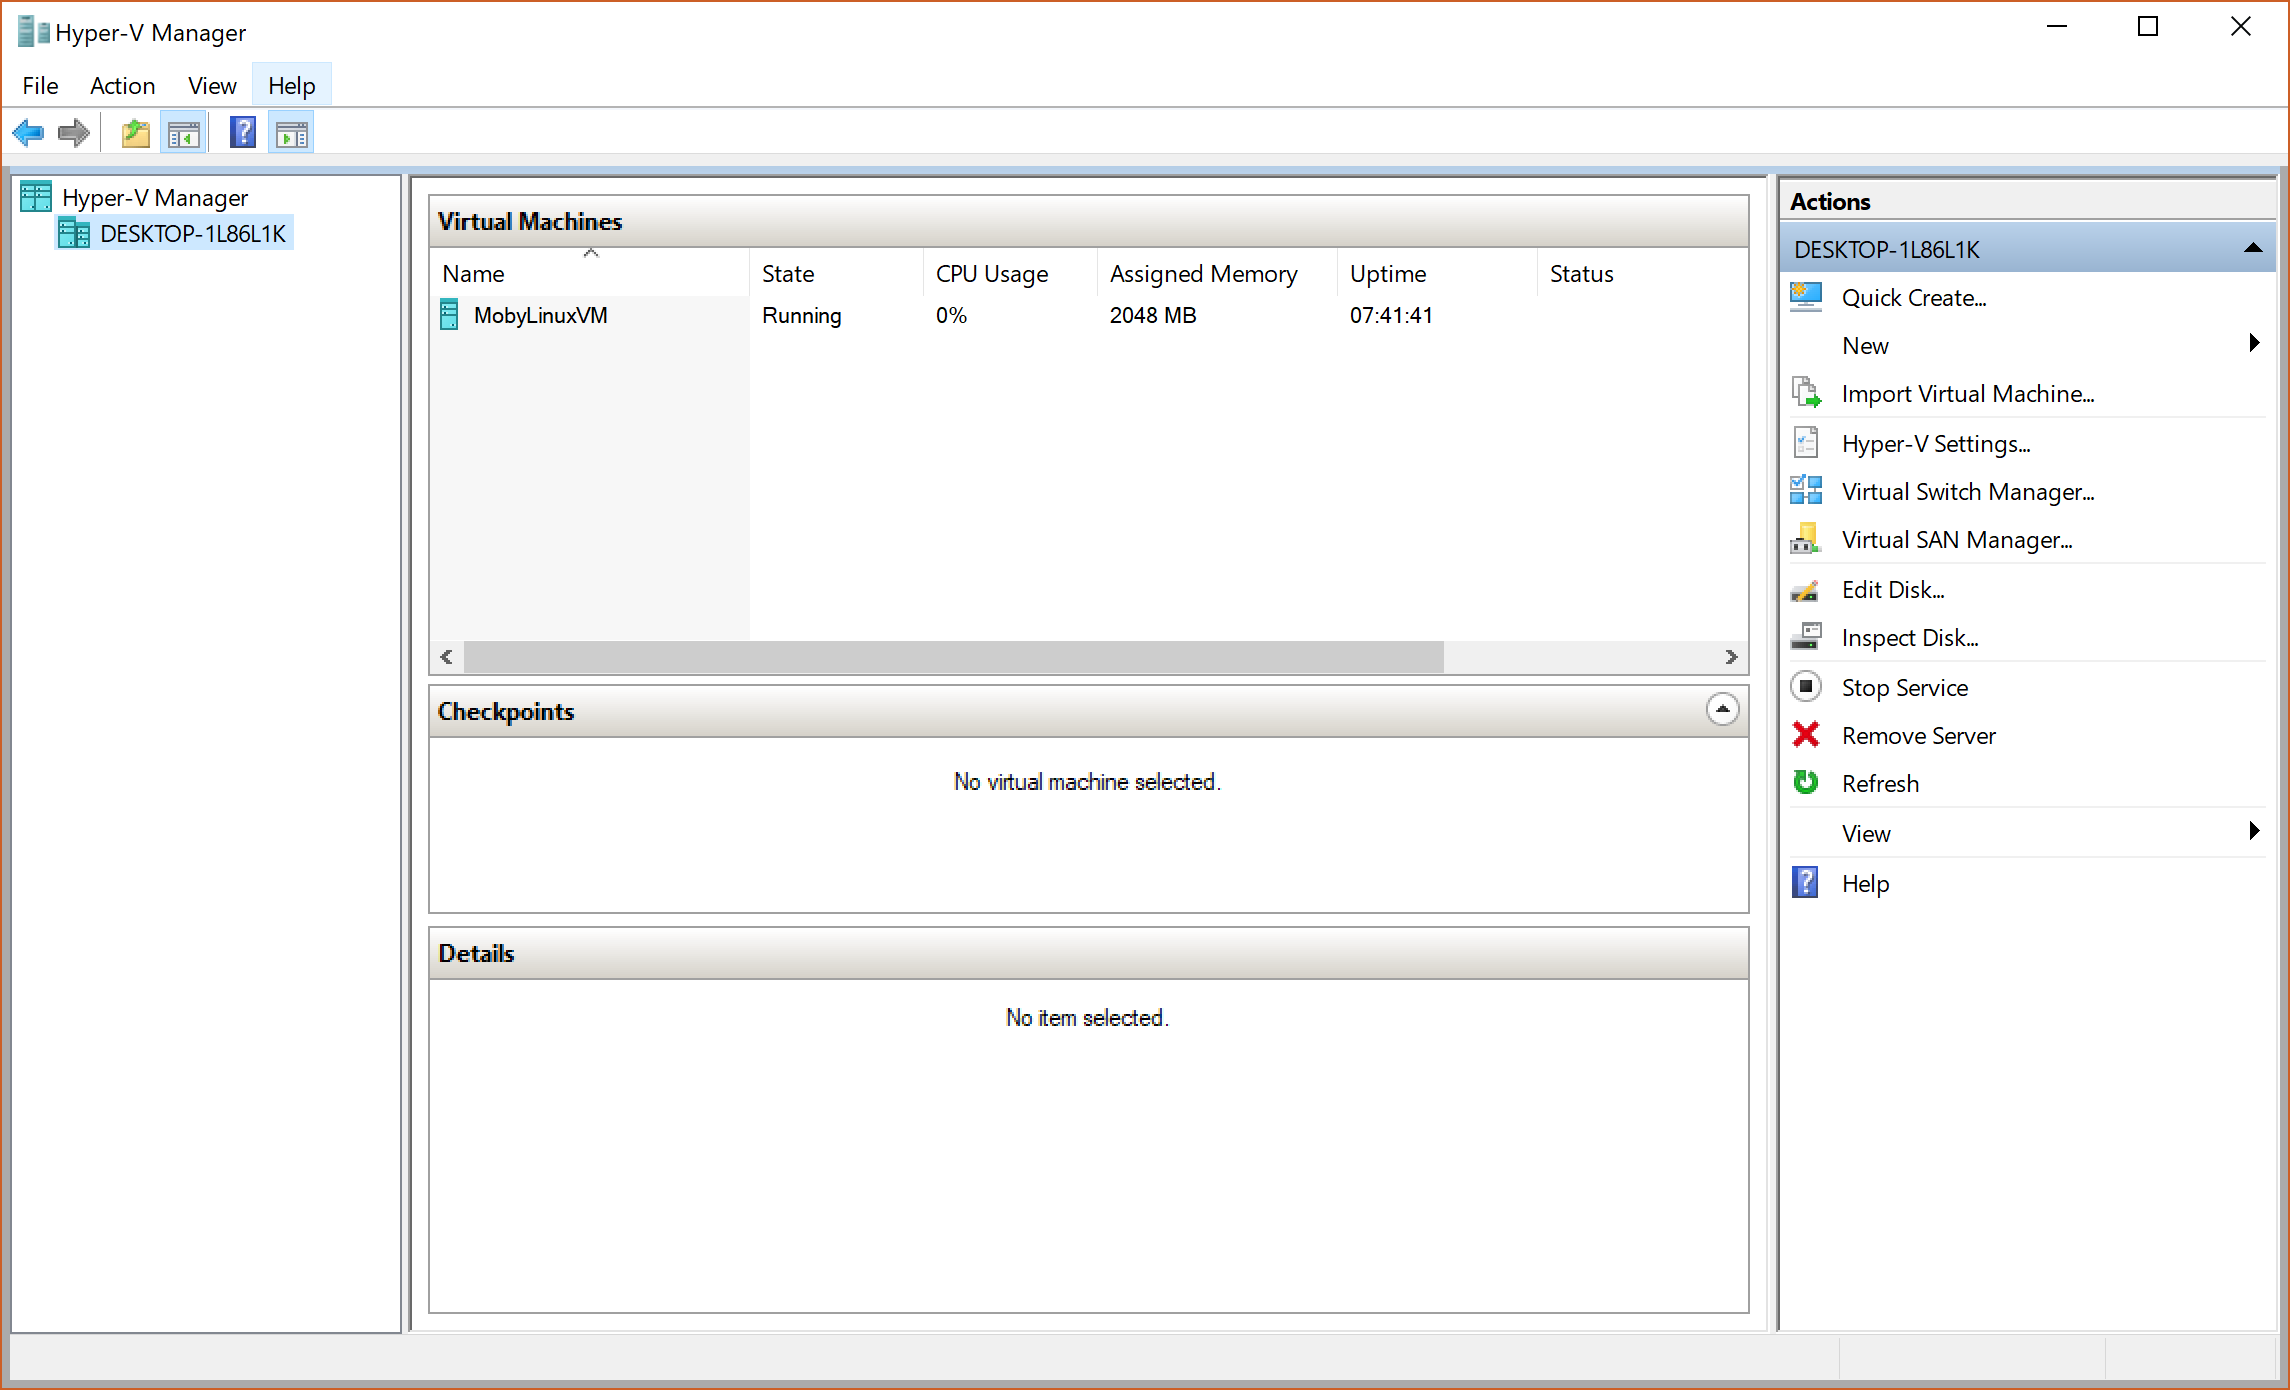 Hyper-V Manager
File Action View Help
Hyper-V Manager
DESKTOP-1L86L1K
Virtual Machines
Name State CPU Usage Assigned Memory Uptime Status
MobyLinuxVM Running 0% 2048 MB 07:41:41
Checkpoints
No virtual machine selected.
Details
No item selected.
Actions
DESKTOP-1L86L1K
Quick Create...
New
Import Virtual Machine...
Hyper-V Settings...
Virtual Switch Manager...
Virtual SAN Manager...
Edit Disk...
Inspect Disk...
Stop Service
Remove Server
Refresh
View
Help